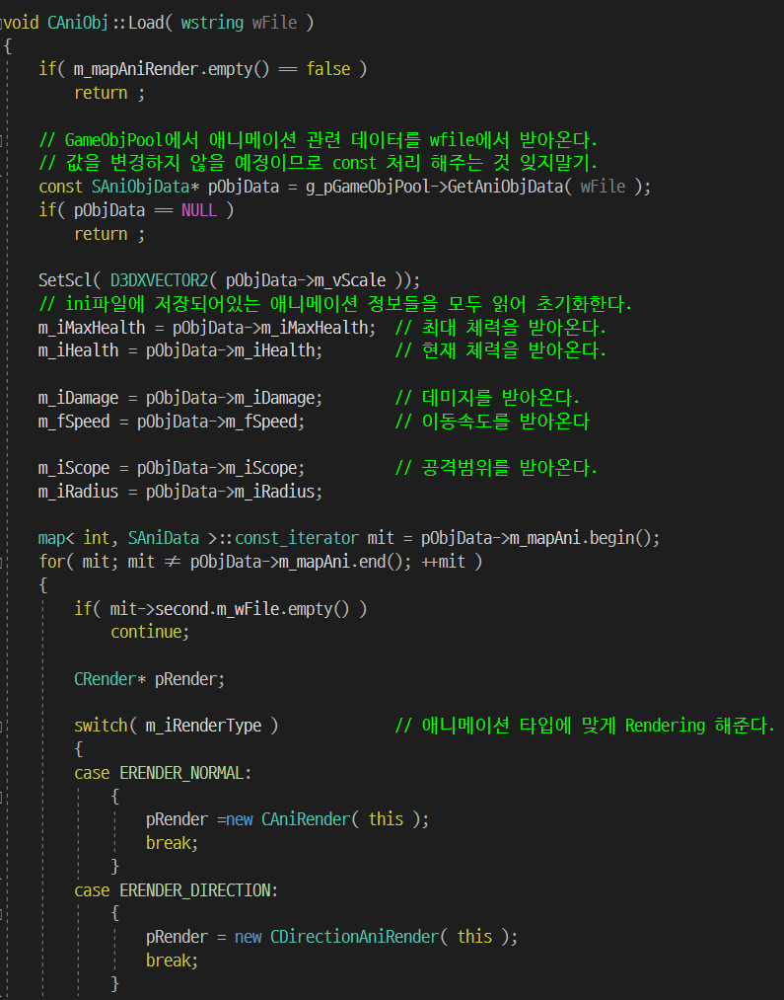 void CAniObj::Load( wstring wFile )
{
if( m_mapAniRender.empty() == false )
return ;
// GameObjPool에서 애니메이션 관련 데이터를 wfile에서 받아온다.
// 값을 변경하지 않을 예정이므로 const 처리 해주는 것 잊지말기.
const SAniObjData* pObjData = g_pGameObjPool->GetAniObjData( wFile );
if( pObjData == NULL )
return ;
SetScl( D3DXVECTOR2( pObjData->m_vScale ));
// ini파일에 저장되어있는 애니메이션 정보들을 모두 읽어 초기화한다.
m_iMaxHealth = pObjData->m_iMaxHealth; // 최대 체력을 받아온다.
m_iHealth = pObjData->m_iHealth; // 현재 체력을 받아온다.
m_iDamage = pObjData->m_iDamage; // 데미지를 받아온다.
m_fSpeed = pObjData->m_fSpeed; // 이동속도를 받아온다
m_iScope = pObjData->m_iScope; // 공격범위를 받아온다.
m_iRadius = pObjData->m_iRadius;
map< int, SAniData >::const_iterator mit = pObjData->m_mapAni.begin();
for( mit; mit != pObjData->m_mapAni.end(); ++mit )
{
if( mit->second.m_wFile.empty() )
continue;
CRender* pRender;
switch( m_iRenderType ) // 애니메이션 타입에 맞게 Rendering 해준다.
{
case ERENDER_NORMAL:
{
pRender =new CAniRender( this );
break;
}
case ERENDER_DIRECTION:
{
pRender = new CDirectionAniRender( this );
break;
}